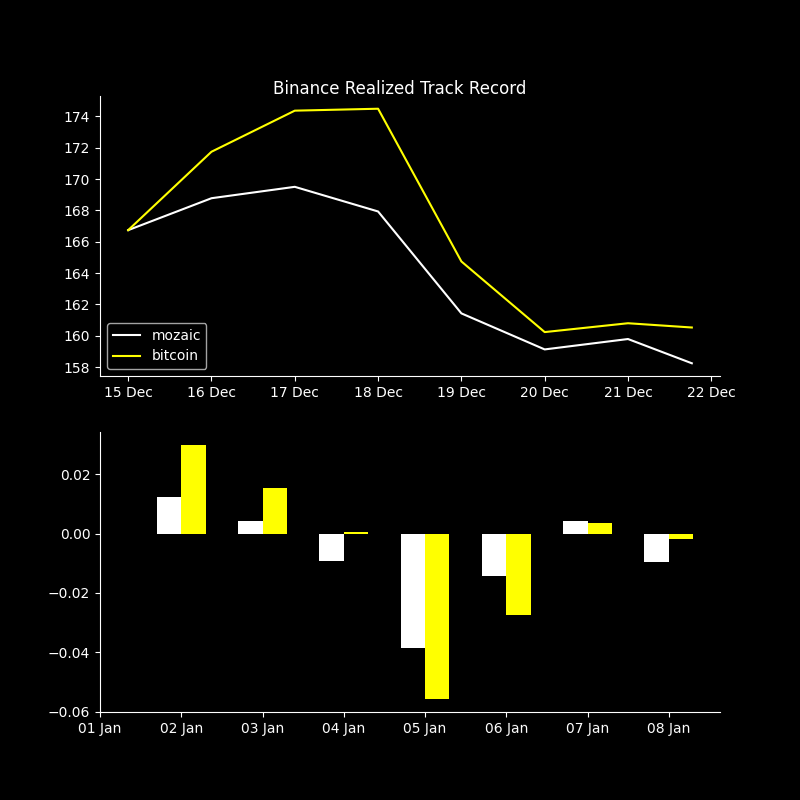 Binance Realized Track Record
174
172
170
168
166
164
162
160
158
mozaic
bitcoin
15 Dec 16 Dec 17 Dec 18 Dec 19 Dec 20 Dec 21 Dec 22 Dec
0.02
0.00
−0.02
−0.04
−0.06
01 Jan 02 Jan 03 Jan 04 Jan 05 Jan 06 Jan 07 Jan 08 Jan